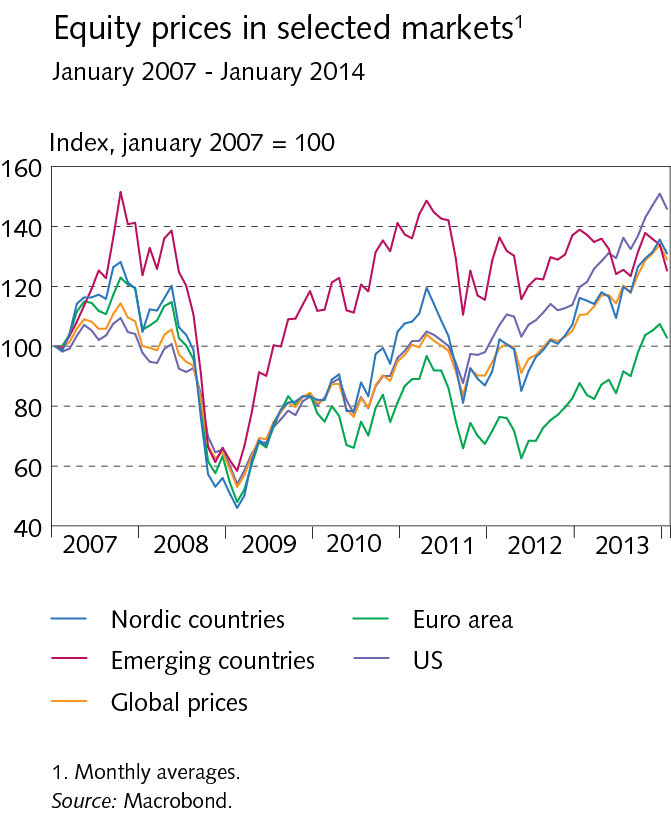 Equity prices in selected markets¹
January 2007 - January 2014
Index, january 2007 = 100
160
140
120
100
80
60
40
2007 2008 2009 2010 2011 2012 2013
Nordic countries
Euro area
Emerging countries
US
Global prices
1. Monthly averages.
Source: Macrobond.